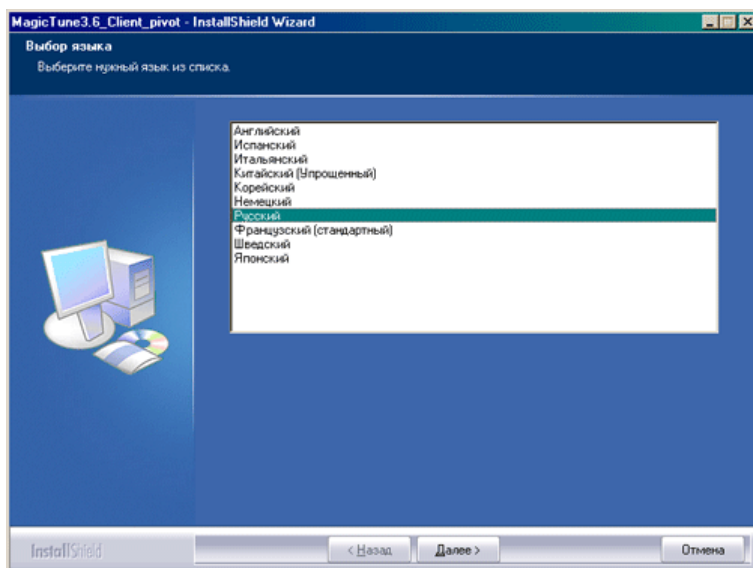 MagicTune3.6_Client_pivot - InstallShield Wizard
Выбор языка
Выберите нужный язык из списка.
Английский
Испанский
Итальянский
Китайский (Упрощенный)
Корейский
Немецкий
Русский
Французский (стандартный)
Шведский
Японский
InstallShield
< Назад
Далее >
Отмена